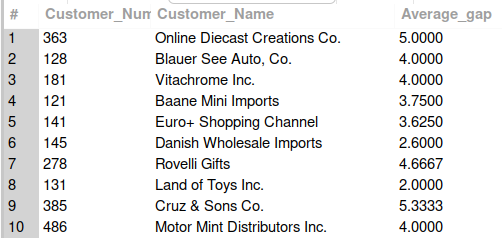 # Customer_Num Customer_Name Average_gap
1 363 Online Diecast Creations Co. 5.0000
2 128 Blauer See Auto, Co. 4.0000
3 181 Vitachrome Inc. 4.0000
4 121 Baane Mini Imports 3.7500
5 141 Euro+ Shopping Channel 3.6250
6 145 Danish Wholesale Imports 2.6000
7 278 Rovelli Gifts 4.6667
8 131 Land of Toys Inc. 2.0000
9 385 Cruz & Sons Co. 5.3333
10 486 Motor Mint Distributors Inc. 4.0000